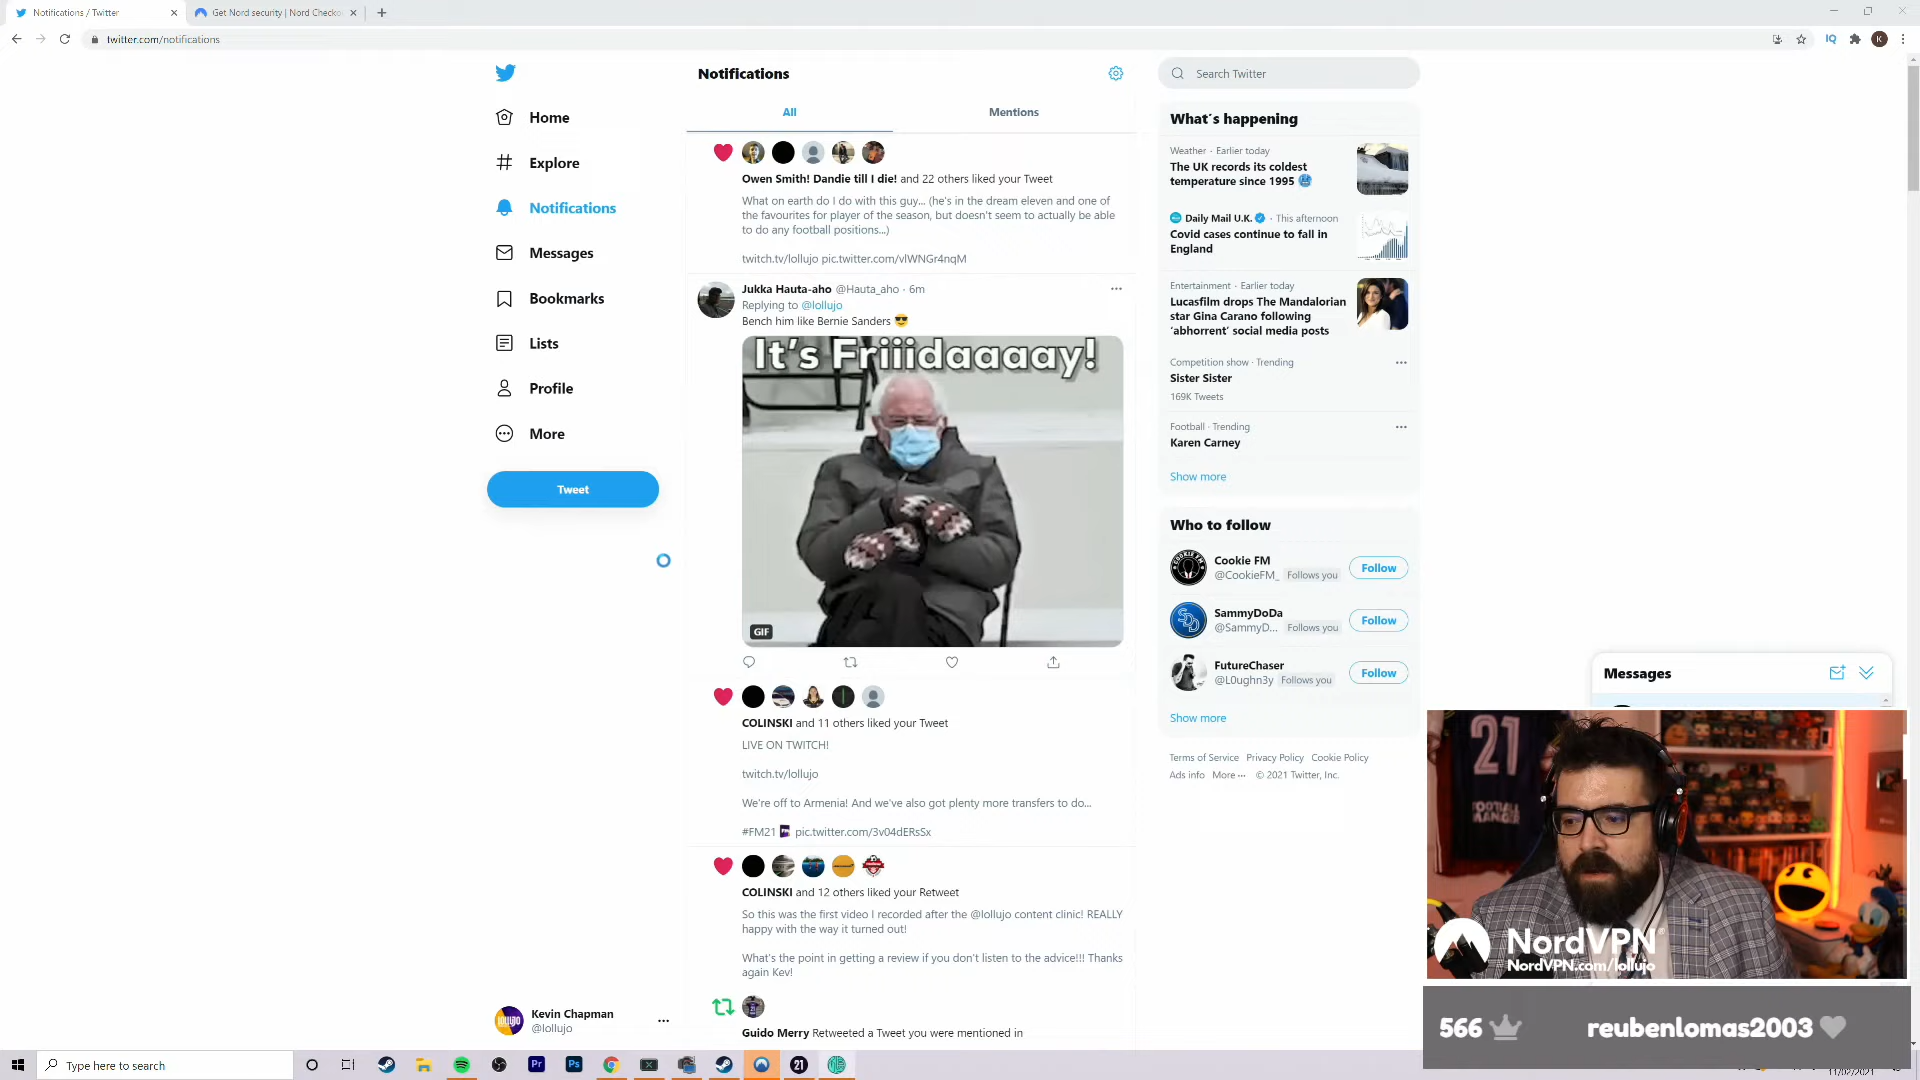 Notifications / Twitter
Get Nord security | Nord Checko
twitter.com/notifications
IQ
K
Home
Explore
Notifications
Messages
Bookmarks
Lists
Profile
More
Tweet
Kevin Chapman
@lollujo
Notifications
All
Mentions
Owen Smith! Dandie till I die! and 22 others liked your Tweet
What on earth do I do with this guy... (he's in the dream eleven and one of
the favourites for player of the season, but doesn't seem to actually be able
to do any football positions...)
twitch.tv/lollujo pic.twitter.com/vlWNGr4nqM
Jukka Hauta-aho @Hauta_aho · 6m
Replying to @lollujo
Bench him like Bernie Sanders 😎
It's Friiidaaaay!
GIF
COLINSKI and 11 others liked your Tweet
LIVE ON TWITCH!
twitch.tv/lollujo
We're off to Armenia! And we've also got plenty more transfers to do...
#FM21 pic.twitter.com/3v04dERsSx
COLINSKI and 12 others liked your Retweet
So this was the first video I recorded after the @lollujo content clinic! REALLY
happy with the way it turned out!
What's the point in getting a review if you don't listen to the advice!!! Thanks
again Kev!
Guido Merry Retweeted a Tweet you were mentioned in
Search Twitter
What's happening
Weather · Earlier today
The UK records its coldest
temperature since 1995 🥶
Daily Mail U.K. · This afternoon
Covid cases continue to fall in
England
Entertainment · Earlier today
Lucasfilm drops The Mandalorian
star Gina Carano following
'abhorrent' social media posts
Competition show · Trending
Sister Sister
169K Tweets
Football · Trending
Karen Carney
Show more
Who to follow
Cookie FM
@CookieFM_ Follows you
Follow
SammyDoDa
@SammyD... Follows you
Follow
FutureChaser
@L0ughn3y Follows you
Follow
Show more
Terms of Service Privacy Policy Cookie Policy
Ads info More ··· © 2021 Twitter, Inc.
Messages
21
FOOTBALL
MANAGER
NordVPN
NordVPN.com/lollujo
566
reubenlomas2003
Type here to search
Pr
Ps
21
11/02/2021